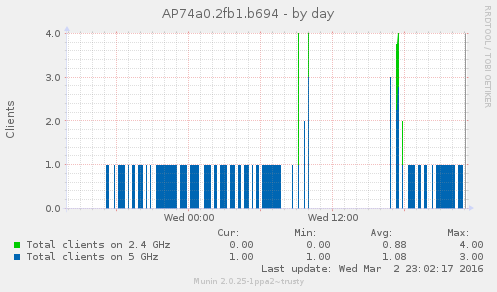 AP74a0.2fb1.b694 - by day
RRDTOOL / TOBI OETIKER
Clients
4.0
3.0
2.0
1.0
0.0
Wed 00:00 Wed 12:00
Cur: Min: Avg: Max:
Total clients on 2.4 GHz 0.00 0.00 0.88 4.00
Total clients on 5 GHz 1.00 1.00 1.08 3.00
Last update: Wed Mar 2 23:02:17 2016
Munin 2.0.25-1ppa2~trusty